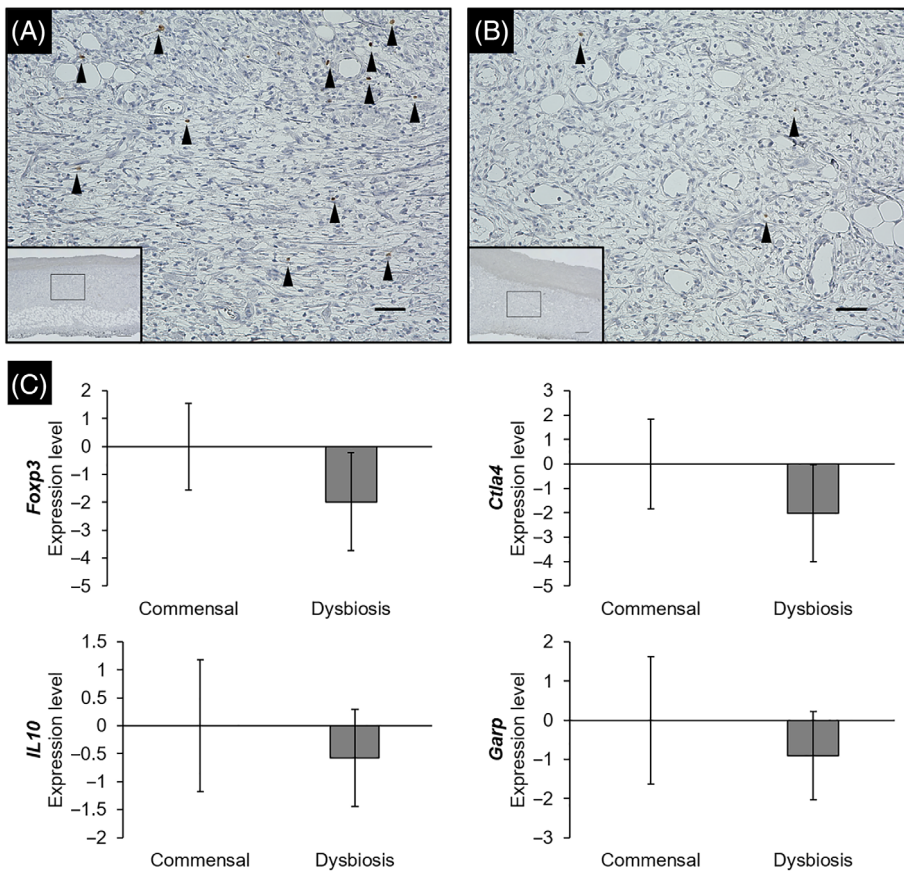 (A)
(B)
(C)
Foxp3
Expression level
2
1
0
–1
–2
–3
–4
–5
Commensal Dysbiosis
Ctla4
Expression level
3
2
1
0
–1
–2
–3
–4
–5
Commensal Dysbiosis
IL10
Expression level
1.5
1
0.5
0
–0.5
–1
–1.5
–2
Commensal Dysbiosis
Garp
Expression level
2
1
0
–1
–2
–3
Commensal Dysbiosis